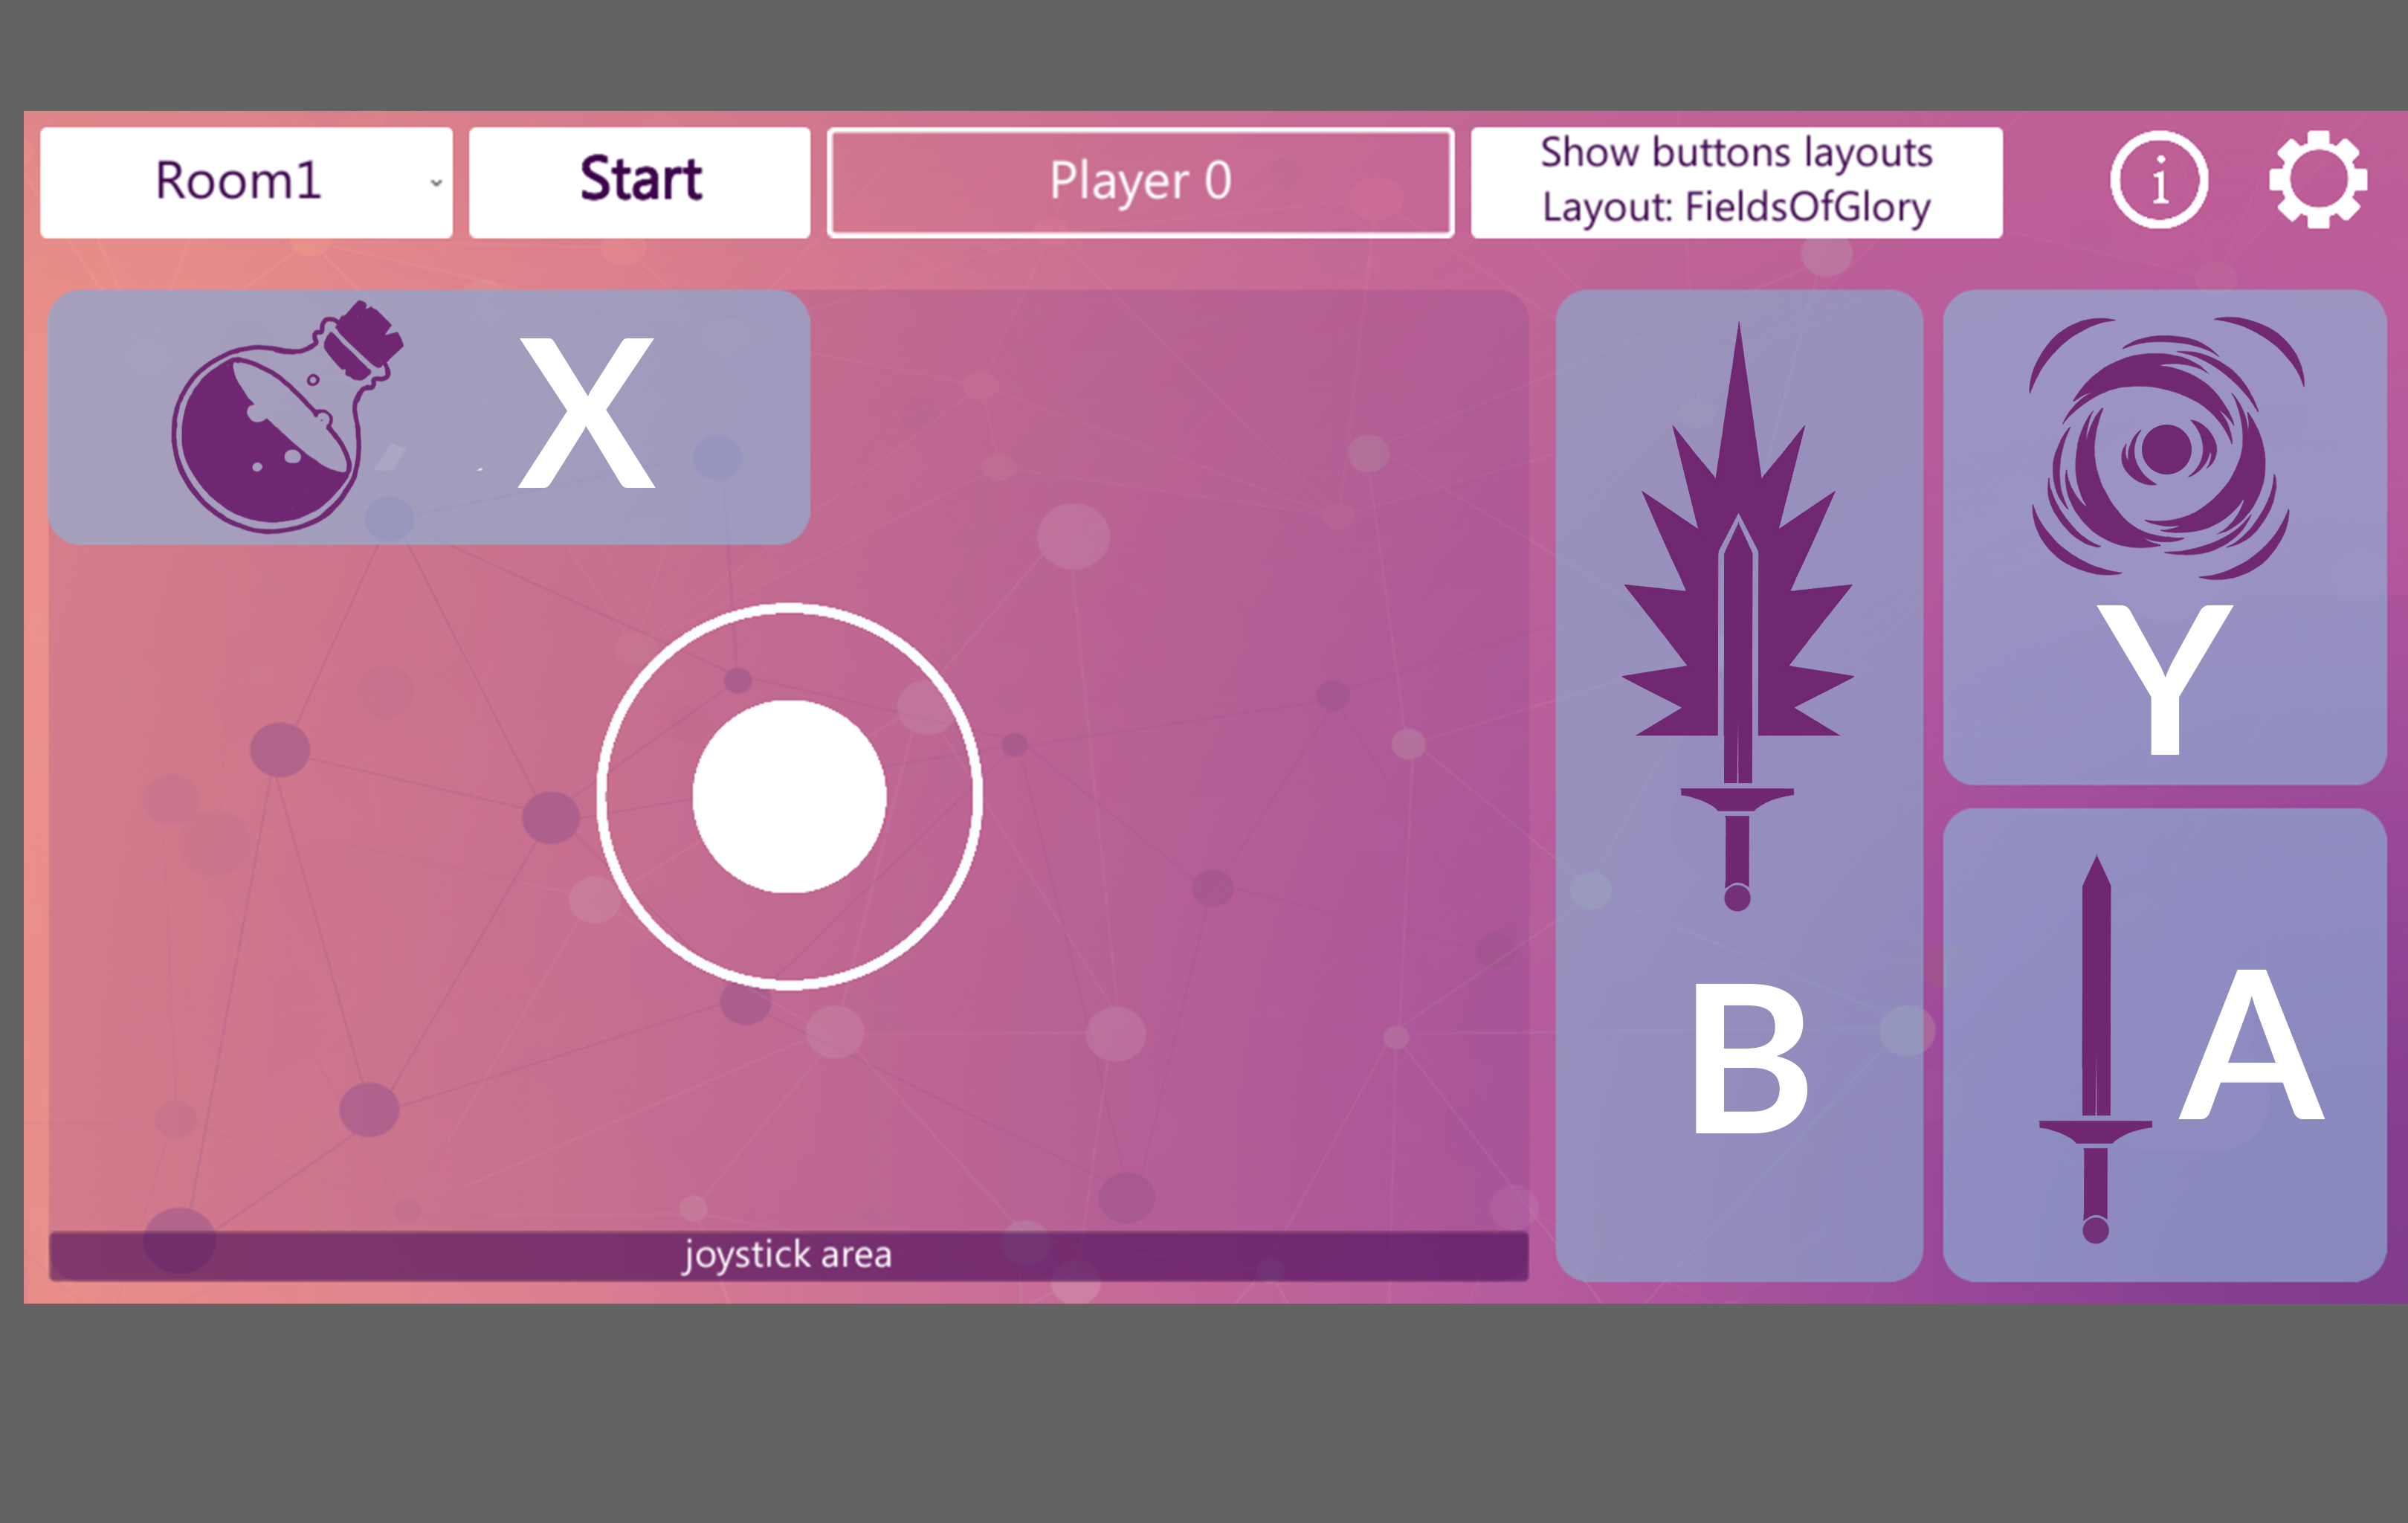 Room1
Start
Player 0
Show buttons layouts
Layout: FieldsOfGlory
i
X
Y
B
A
joystick area